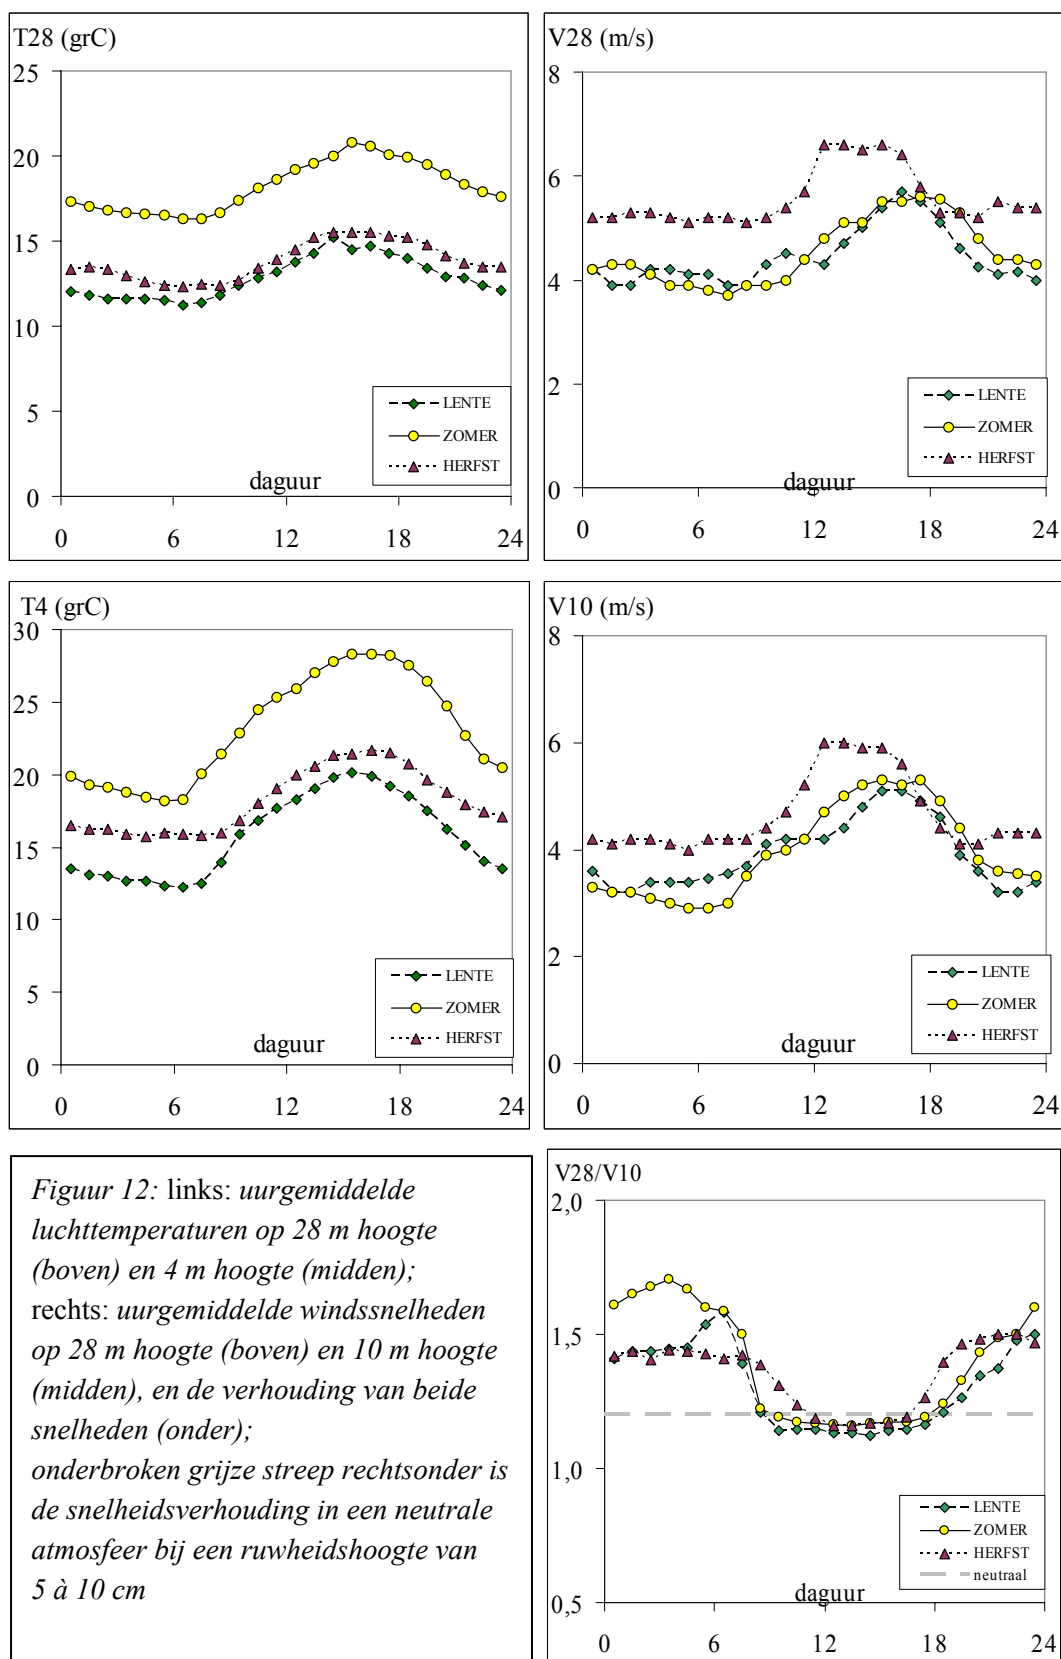 T28 (grC)
25
20
15
10
5
0
LENTE
ZOMER
HERFST
daguur
0 6 12 18 24
V28 (m/s)
8
6
4
2
0
LENTE
ZOMER
HERFST
daguur
0 6 12 18 24
T4 (grC)
30
25
20
15
10
5
0
LENTE
ZOMER
HERFST
daguur
0 6 12 18 24
V10 (m/s)
8
6
4
2
0
LENTE
ZOMER
HERFST
daguur
0 6 12 18 24
Figuur 12: links: uurgemiddelde
luchttemperaturen op 28 m hoogte
(boven) en 4 m hoogte (midden);
rechts: uurgemiddelde windssnelheden
op 28 m hoogte (boven) en 10 m hoogte
(midden), en de verhouding van beide
snelheden (onder);
onderbroken grijze streep rechtsonder is
de snelheidsverhouding in een neutrale
atmosfeer bij een ruwheidshoogte van
5 à 10 cm
V28/V10
2,0
1,5
1,0
0,5
LENTE
ZOMER
HERFST
neutraal
daguur
0 6 12 18 24